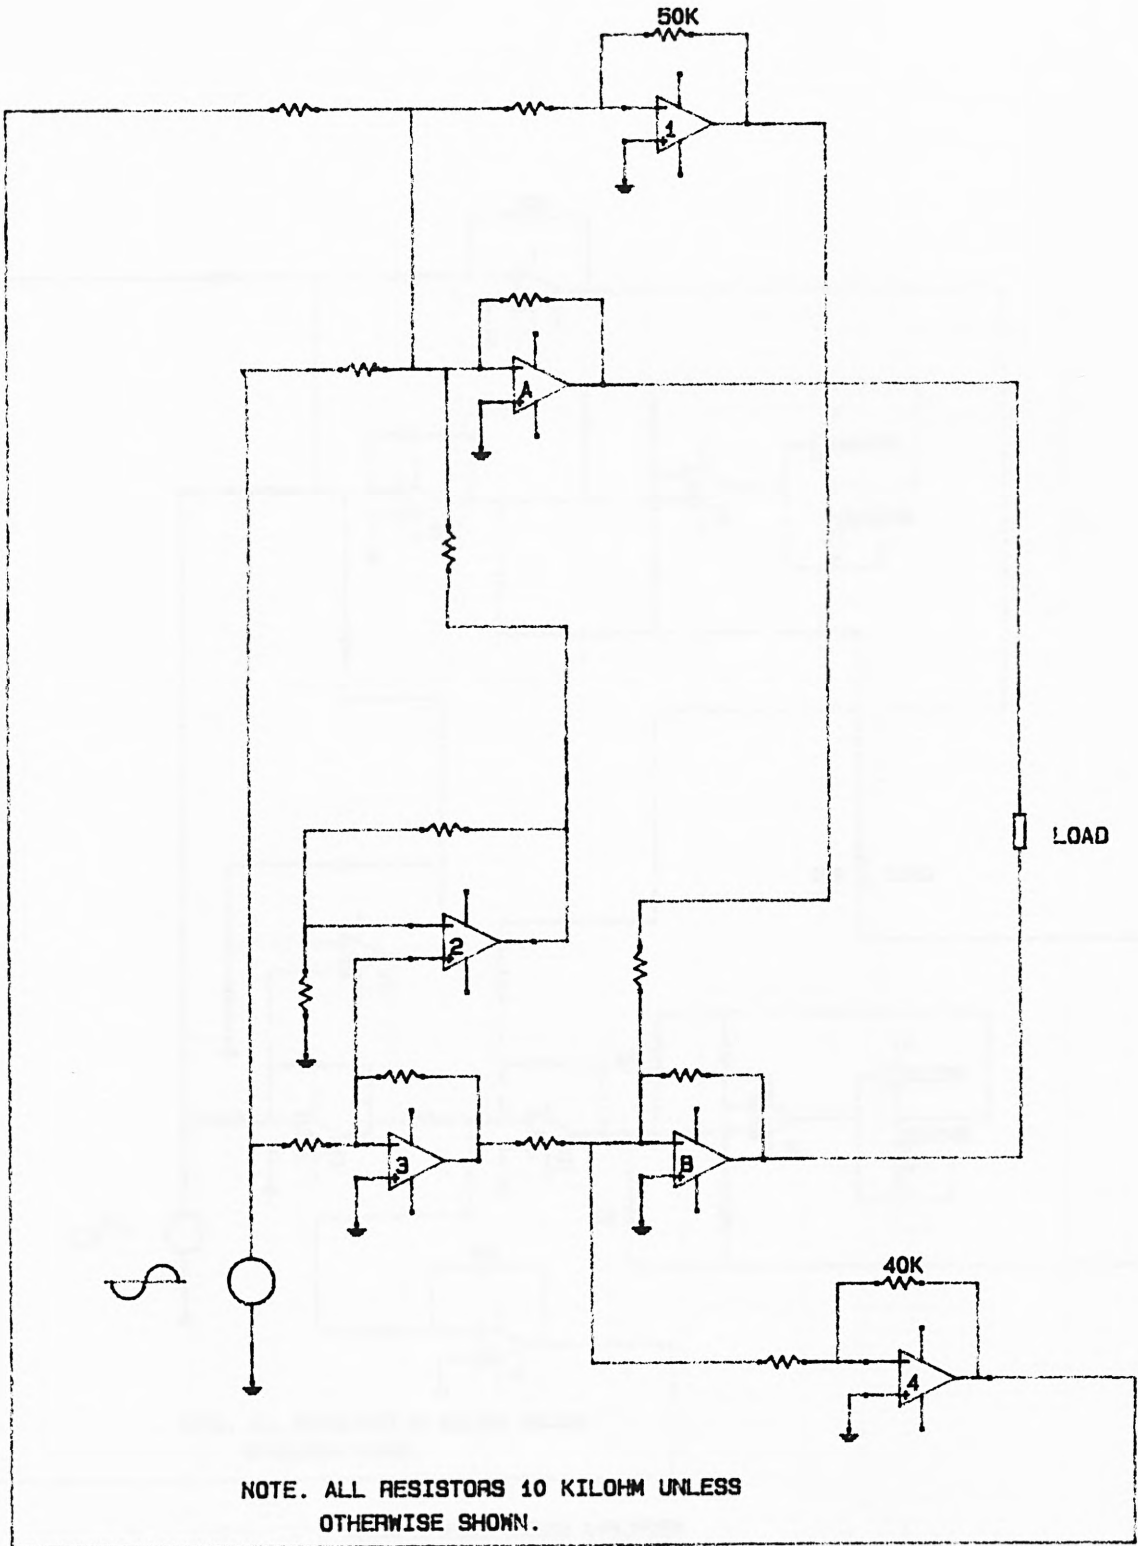 50K
1
A
LOAD
2
3
B
40K
4
NOTE. ALL RESISTORS 10 KILOHM UNLESS
OTHERWISE SHOWN.